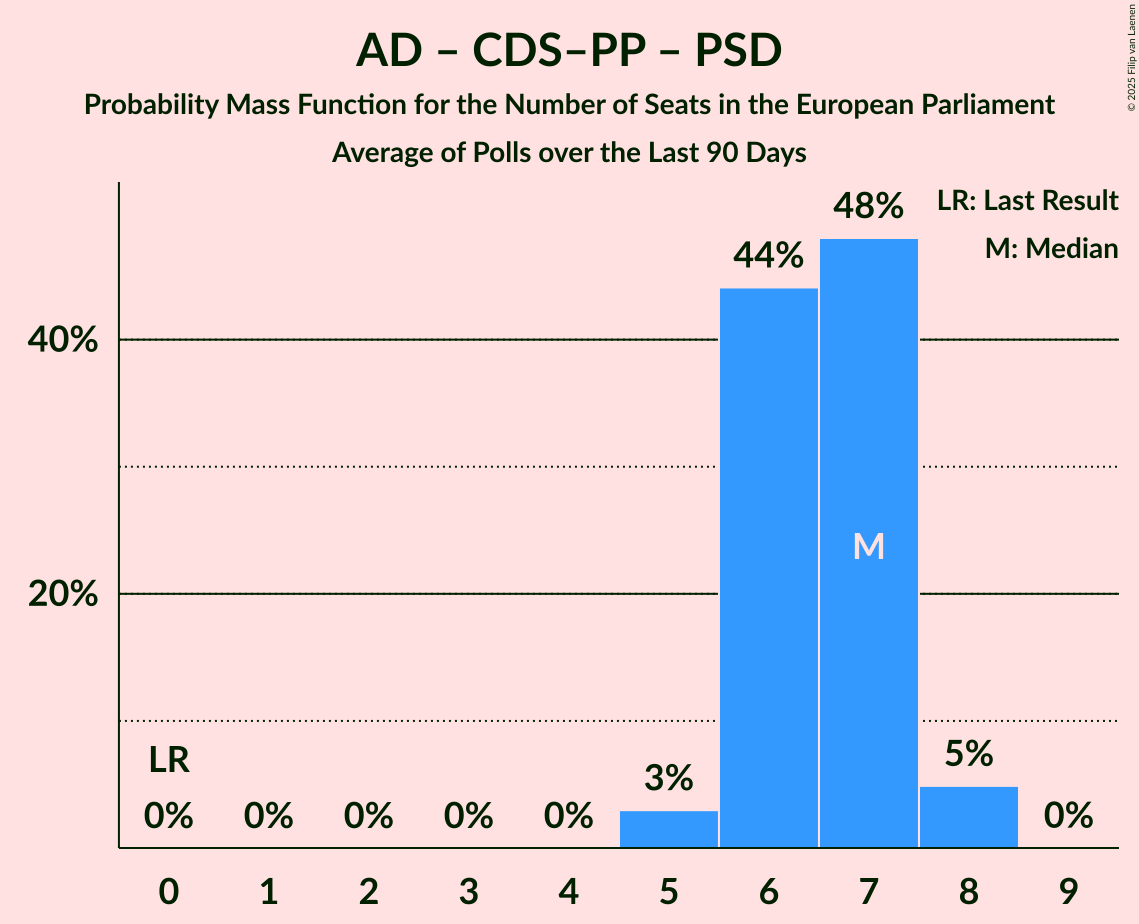 AD – CDS–PP – PSD
Probability Mass Function for the Number of Seats in the European Parliament
Average of Polls over the Last 90 Days
© 2025 Filip van Laenen
LR: Last Result
M: Median
48%
44%
40%
M
20%
LR
5%
3%
0% 0% 0% 0% 0% 0%
0 1 2 3 4 5 6 7 8 9